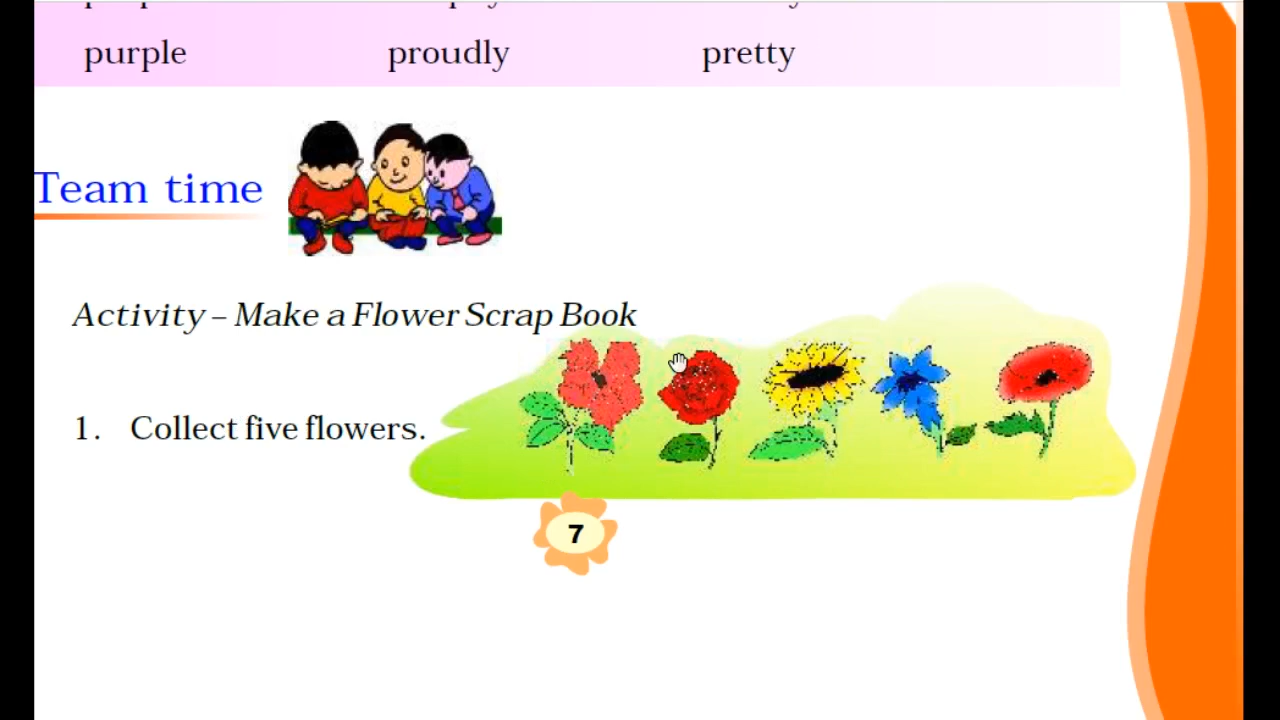 purple proudly pretty
Team time
Activity – Make a Flower Scrap Book
1. Collect five flowers.
7